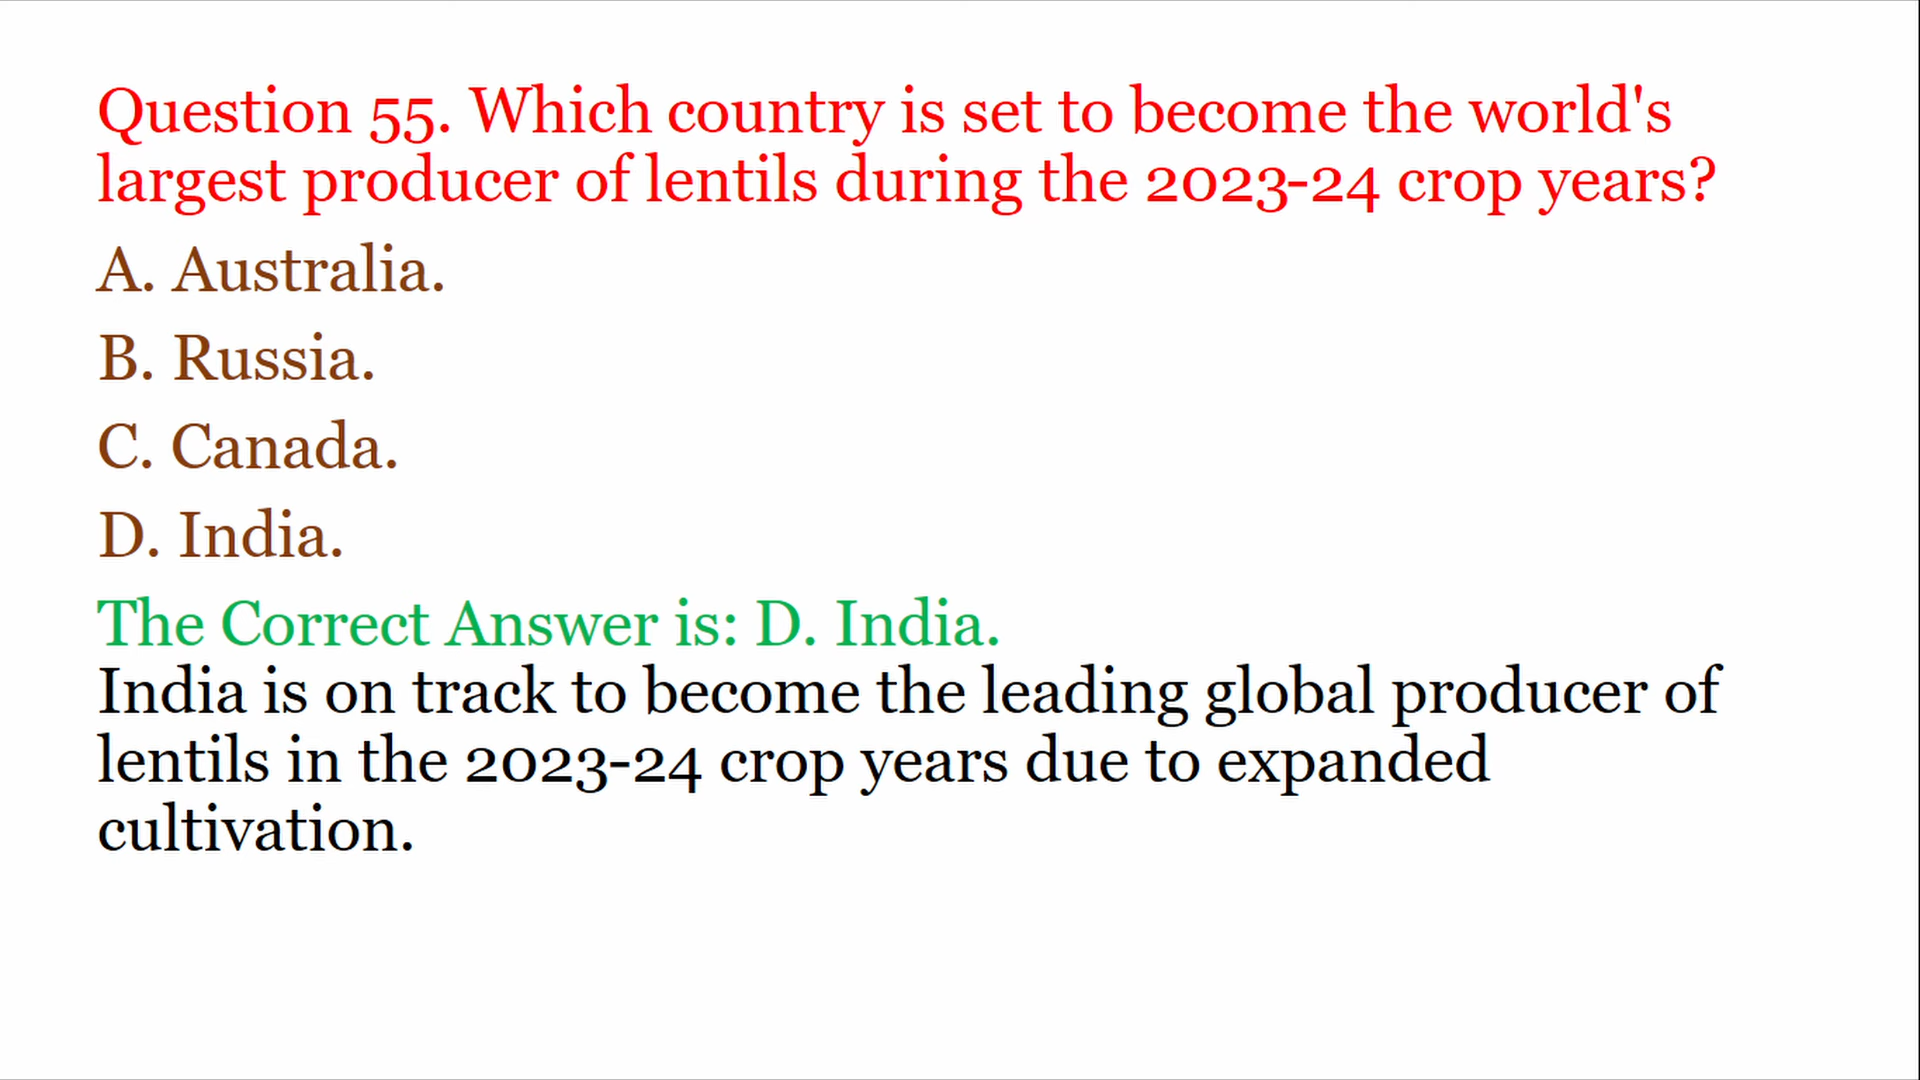 Question 55. Which country is set to become the world's
largest producer of lentils during the 2023-24 crop years?
A. Australia.
B. Russia.
C. Canada.
D. India.
The Correct Answer is: D. India.
India is on track to become the leading global producer of
lentils in the 2023-24 crop years due to expanded
cultivation.